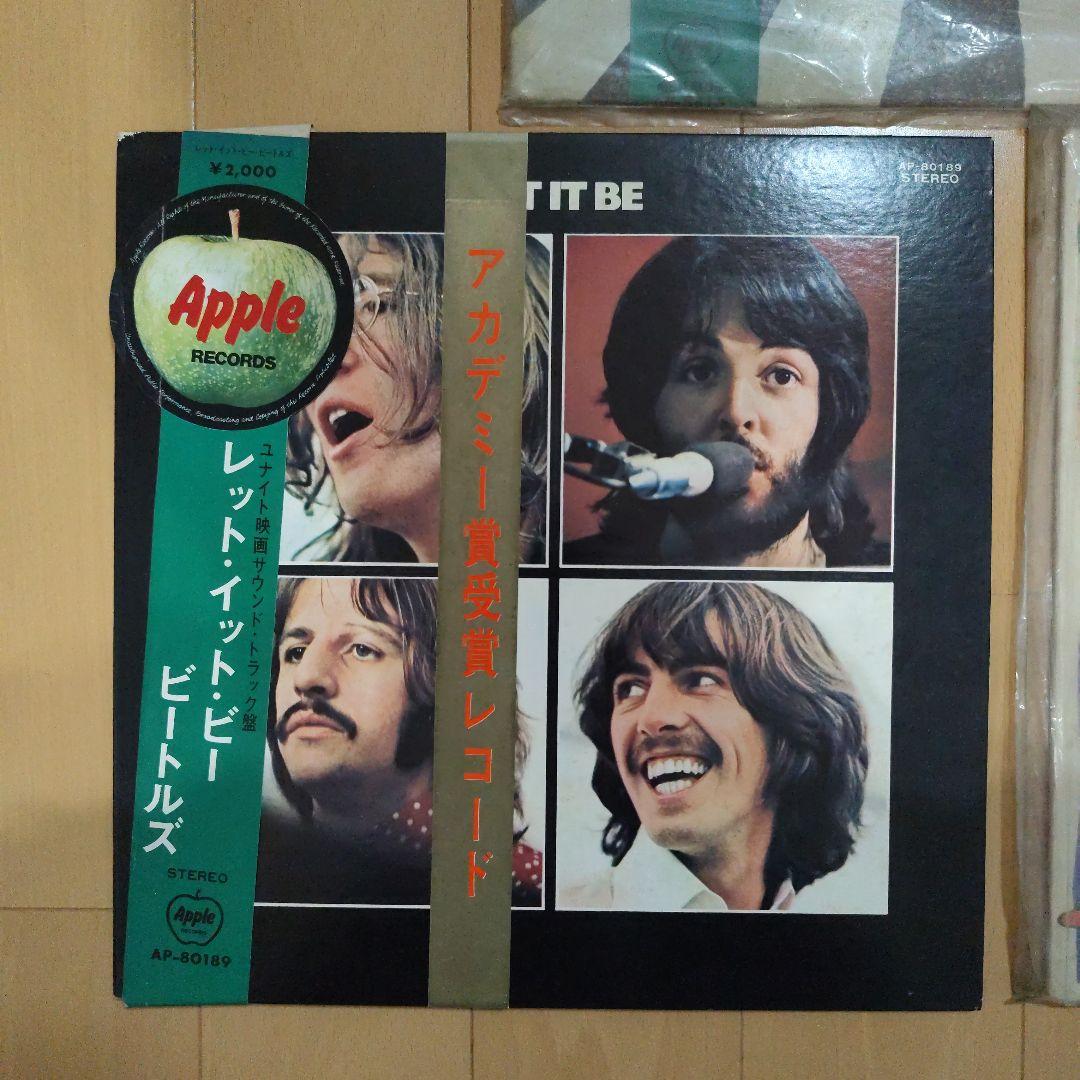 レット・イット・ビー・ビートルズ
¥2,000
Apple
RECORDS
ユナイト映画サウンド・トラック盤
レット・イット・ビー
ビートルズ
STEREO
Apple
RECORDS
AP-80189
アカデミー賞受賞レコード
T IT BE
AP-80189
STEREO